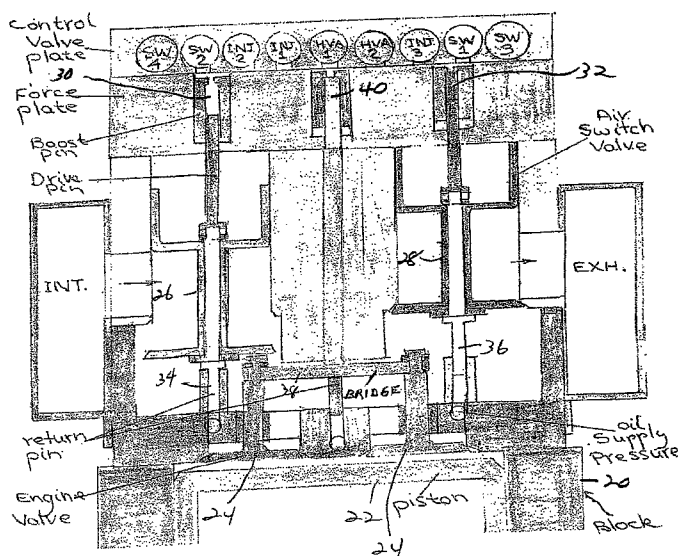 Control
Valve
plate
SW
4
SW
2
INT
2
INT
1
HVA
1
HVA
2
INT
3
SW
1
SW
3
30
Force
plate
40
32
Boost
pin
Air
Switch
Valve
Drive
pin
INT.
26
28
EXH.
34
38
BRIDGE
36
return
pin
oil
Supply
Pressure
Engine
Valve
24
22
piston
24
20
Block